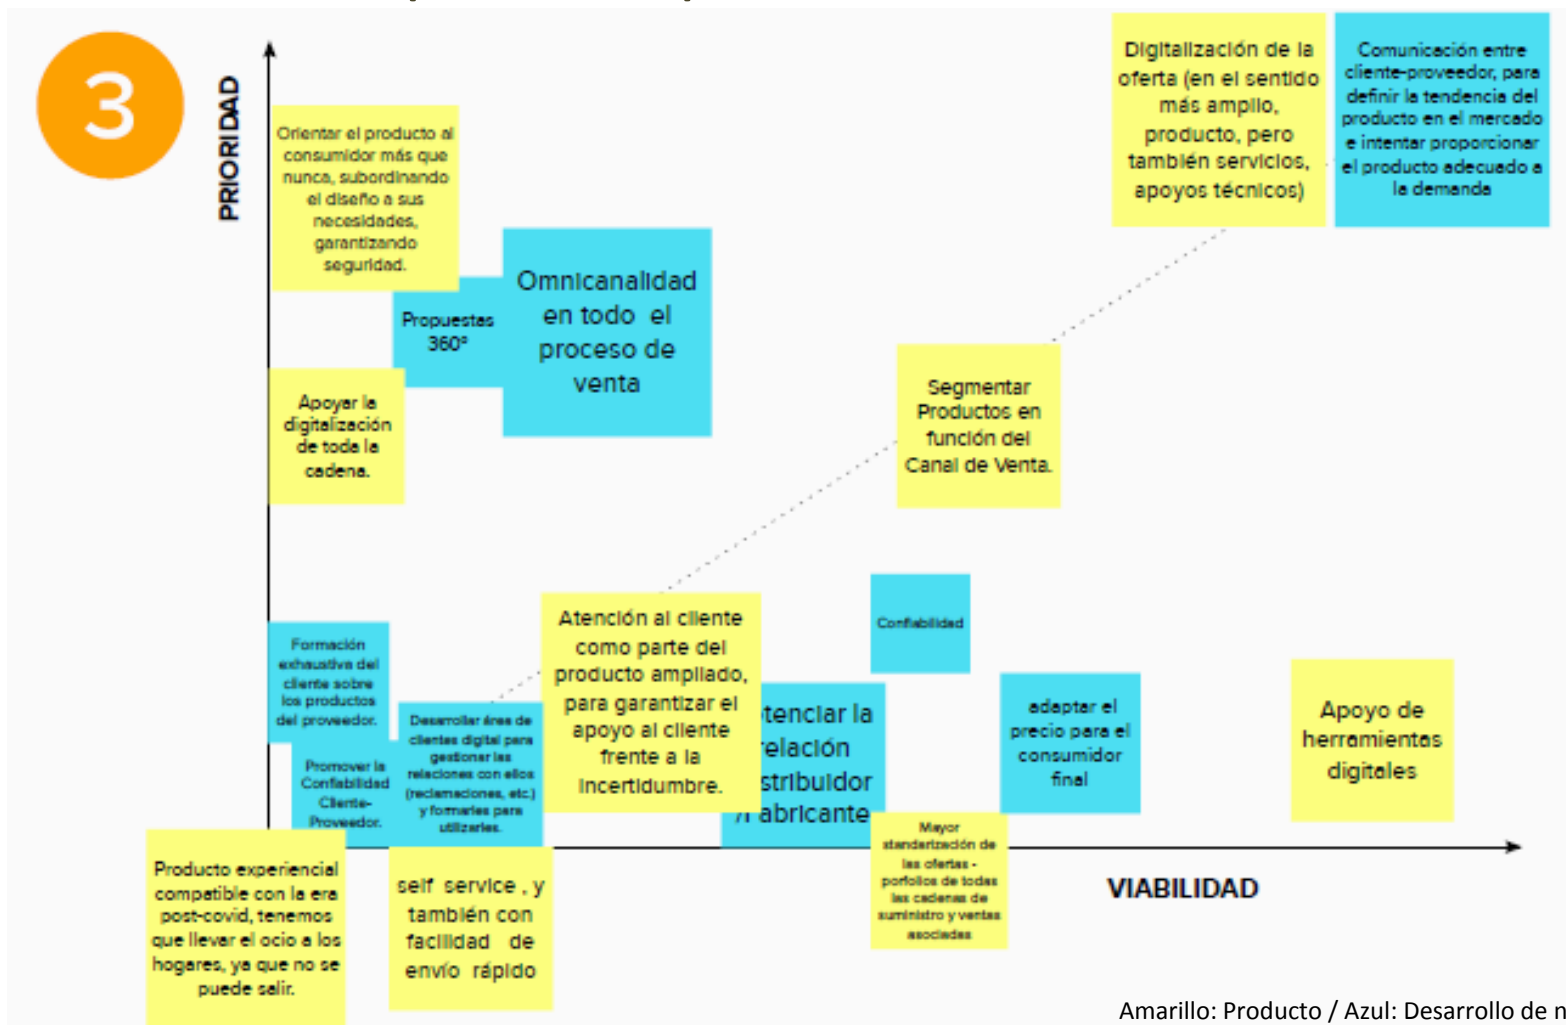 3
PRIORIDAD
Orientar el producto al
consumidor más que
nunca, subordinando
el diseño a sus
necesidades,
garantizando
seguridad.
Propuestas
360º
Omnicanalidad
en todo el
proceso de
venta
Apoyar la
digitalización
de toda la
cadena.
Digitalización de la
oferta (en el sentido
más amplio,
producto, pero
también servicios,
apoyos técnicos)
Comunicación entre
cliente-proveedor, para
definir la tendencia del
producto en el mercado
e intentar proporcionar
el producto adecuado a
la demanda
Segmentar
Productos en
función del
Canal de Venta.
Formación
exhaustiva del
cliente sobre
los productos
del proveedor.
Promover la
Confiabilidad
Cliente-
Proveedor.
Desarrollar área de
clientes digital para
gestionar las
relaciones con ellos
(reclamaciones, etc.)
y formarles para
utilizarles.
Atención al cliente
como parte del
producto ampliado,
para garantizar el
apoyo al cliente
frente a la
incertidumbre.
tenciar la
relación
stribuidor
/Fabricante
Confiabilidad
adaptar el
precio para el
consumidor
final
Apoyo de
herramientas
digitales
Producto experiencial
compatible con la era
post-covid, tenemos
que llevar el ocio a los
hogares, ya que no se
puede salir.
self service , y
también con
facilidad de
envío rápido
Mayor
standerización de
las ofertas -
porfolios de todas
las cadenas de
suministro y ventas
asociadas
VIABILIDAD
Amarillo: Producto / Azul: Desarrollo de n